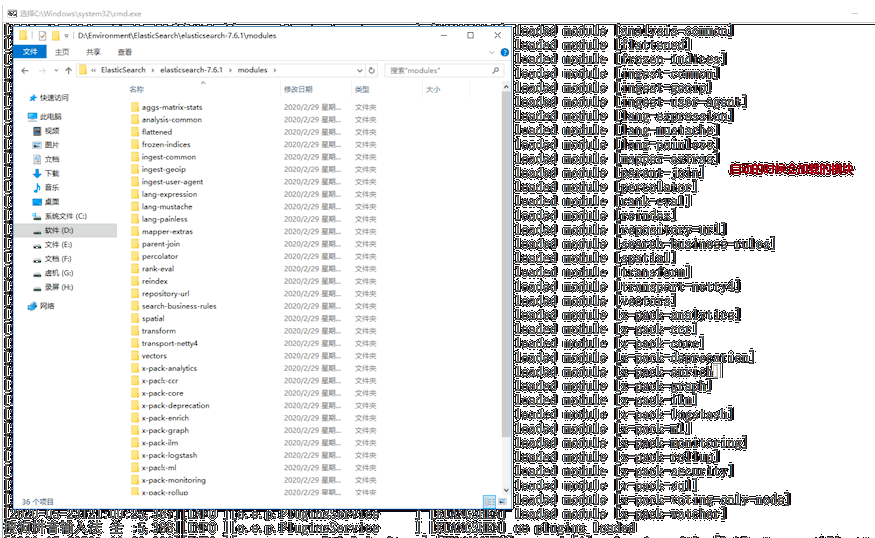 选择C:\Windows\system32\cmd.exe
D:\Environment\ElasticSearch\elasticsearch-7.6.1\modules
文件 主页 共享 查看
« ElasticSearch › elasticsearch-7.6.1 › modules ›
搜索"modules"
名称 修改日期 类型 大小
快速访问
此电脑
视频
图片
文档
下载
音乐
桌面
系统文件 (C:)
软件 (D:)
文件 (E:)
文档 (F:)
虚机 (G:)
录屏 (H:)
网络
aggs-matrix-stats 2020/2/29 星期... 文件夹
analysis-common 2020/2/29 星期... 文件夹
flattened 2020/2/29 星期... 文件夹
frozen-indices 2020/2/29 星期... 文件夹
ingest-common 2020/2/29 星期... 文件夹
ingest-geoip 2020/2/29 星期... 文件夹
ingest-user-agent 2020/2/29 星期... 文件夹
lang-expression 2020/2/29 星期... 文件夹
lang-mustache 2020/2/29 星期... 文件夹
lang-painless 2020/2/29 星期... 文件夹
mapper-extras 2020/2/29 星期... 文件夹
parent-join 2020/2/29 星期... 文件夹
percolator 2020/2/29 星期... 文件夹
rank-eval 2020/2/29 星期... 文件夹
reindex 2020/2/29 星期... 文件夹
repository-url 2020/2/29 星期... 文件夹
search-business-rules 2020/2/29 星期... 文件夹
spatial 2020/2/29 星期... 文件夹
transform 2020/2/29 星期... 文件夹
transport-netty4 2020/2/29 星期... 文件夹
vectors 2020/2/29 星期... 文件夹
x-pack-analytics 2020/2/29 星期... 文件夹
x-pack-ccr 2020/2/29 星期... 文件夹
x-pack-core 2020/2/29 星期... 文件夹
x-pack-deprecation 2020/2/29 星期... 文件夹
x-pack-enrich 2020/2/29 星期... 文件夹
x-pack-graph 2020/2/29 星期... 文件夹
x-pack-ilm 2020/2/29 星期... 文件夹
x-pack-logstash 2020/2/29 星期... 文件夹
x-pack-ml 2020/2/29 星期... 文件夹
x-pack-monitoring 2020/2/29 星期... 文件夹
x-pack-rollup 2020/2/29 星期... 文件夹
36 个项目
loaded module [analysis-common]
loaded module [flattened]
loaded module [frozen-indices]
loaded module [ingest-common]
loaded module [ingest-geoip]
loaded module [ingest-user-agent]
loaded module [lang-expression]
loaded module [lang-mustache]
loaded module [lang-painless]
loaded module [mapper-extras]
loaded module [parent-join]
启动的时候会加载的模块
loaded module [percolator]
loaded module [rank-eval]
loaded module [reindex]
loaded module [repository-url]
loaded module [search-business-rules]
loaded module [spatial]
loaded module [transform]
loaded module [transport-netty4]
loaded module [vectors]
loaded module [x-pack-analytics]
loaded module [x-pack-ccr]
loaded module [x-pack-core]
loaded module [x-pack-deprecation]
loaded module [x-pack-enrich]
loaded module [x-pack-graph]
loaded module [x-pack-ilm]
loaded module [x-pack-logstash]
loaded module [x-pack-ml]
loaded module [x-pack-monitoring]
loaded module [x-pack-rollup]
loaded module [x-pack-security]
loaded module [x-pack-sql]
loaded module [x-pack-voting-only-node]
loaded module [x-pack-watcher]
[INFO ][o.e.p.PluginsService ] no plugins loaded